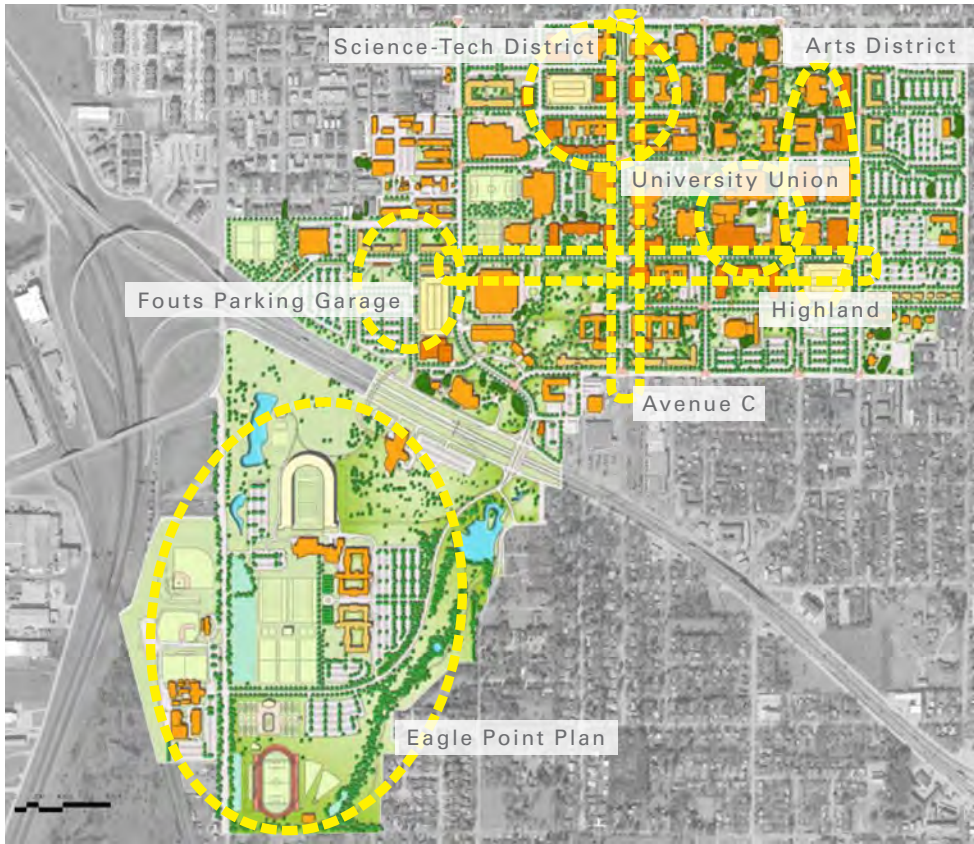 Science-Tech District
Arts District
University Union
Fouts Parking Garage
Highland
Avenue C
Eagle Point Plan